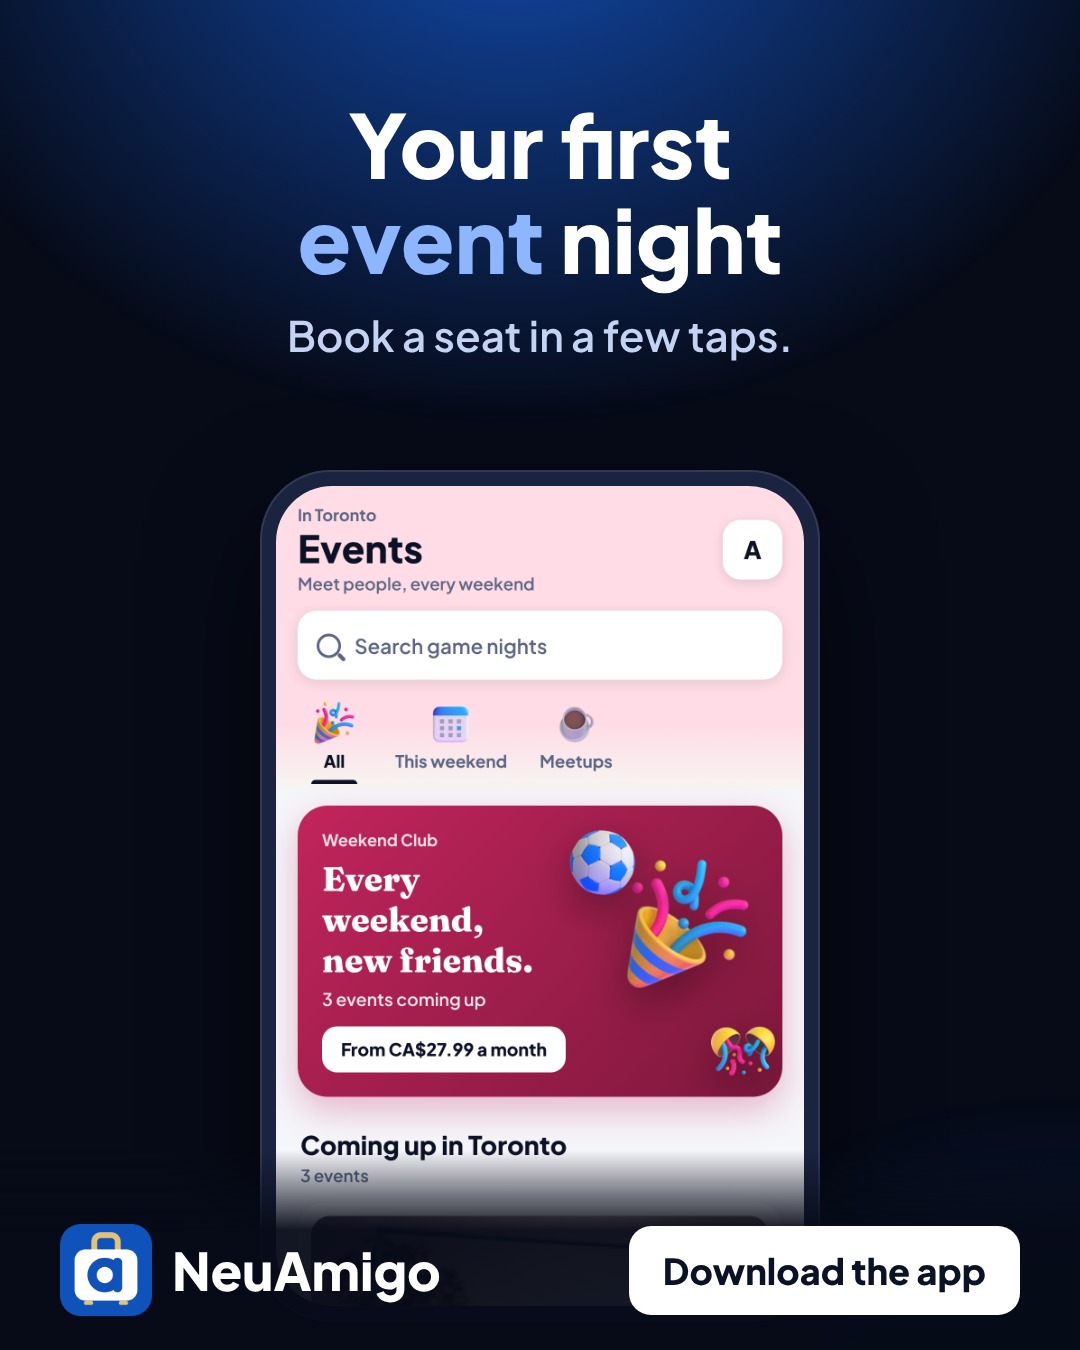 Your first
event night
Book a seat in a few taps.
In Toronto
Events
Meet people, every weekend
A
Search game nights
All
This weekend
Meetups
Weekend Club
Every
weekend,
new friends.
3 events coming up
From CA$27.99 a month
Coming up in Toronto
3 events
a
NeuAmigo
Download the app